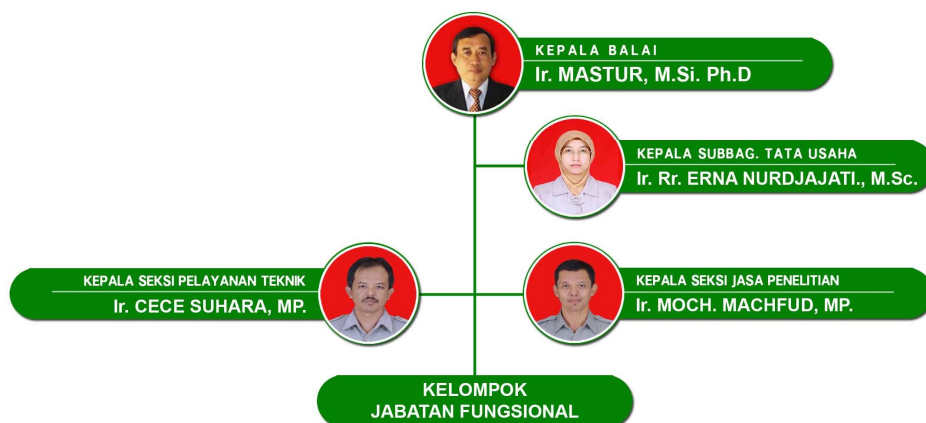 KEPALA BALAI
Ir. MASTUR, M.Si. Ph.D
KEPALA SUBBAG. TATA USAHA
Ir. Rr. ERNA NURDJAJATI., M.Sc.
KEPALA SEKSI PELAYANAN TEKNIK
Ir. CECE SUHARA, MP.
KEPALA SEKSI JASA PENELITIAN
Ir. MOCH. MACHFUD, MP.
KELOMPOK
JABATAN FUNGSIONAL